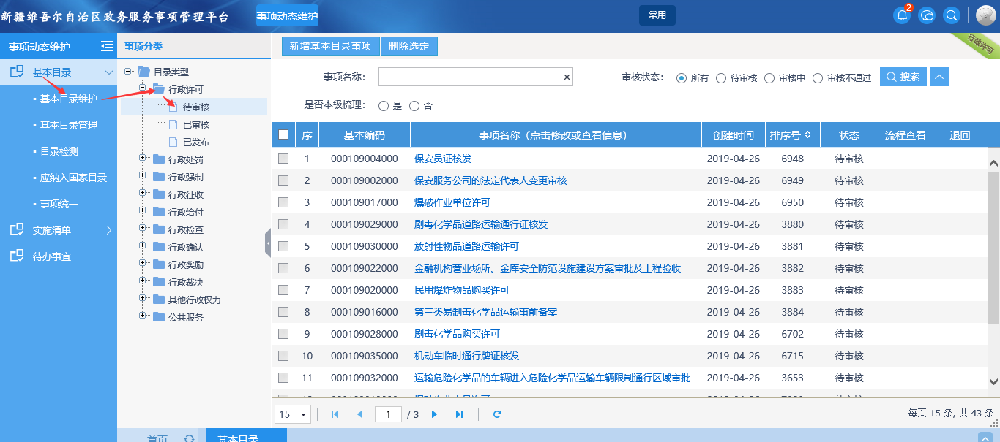 新疆维吾尔自治区政务服务事项管理平台
事项动态维护
常用
2
事项动态维护
基本目录
基本目录维护
基本目录管理
目录检测
应纳入国家目录
事项统一
实施清单
待办事宜
事项分类
目录类型
行政许可
待审核
已审核
已发布
行政处罚
行政强制
行政征收
行政给付
行政检查
行政确认
行政奖励
行政裁决
其他行政权力
公共服务
新增基本目录事项 删除选定
行政许可
事项名称： 审核状态： 所有 待审核 审核中 审核不通过 搜索
是否本级梳理： 是 否
序 基本编码 事项名称（点击修改或查看信息） 创建时间 排序号 状态 流程查看 退回
1 000109004000 保安员证核发 2019-04-26 6948 待审核
2 000109002000 保安服务公司的法定代表人变更审核 2019-04-26 6949 待审核
3 000109017000 爆破作业单位许可 2019-04-26 6950 待审核
4 000109029000 剧毒化学品道路运输通行证核发 2019-04-26 3880 待审核
5 000109030000 放射性物品道路运输许可 2019-04-26 3881 待审核
6 000109022000 金融机构营业场所、金库安全防范设施建设方案审批及工程验收 2019-04-26 3882 待审核
7 000109020000 民用爆炸物品购买许可 2019-04-26 3883 待审核
8 000109016000 第三类易制毒化学品运输事前备案 2019-04-26 3884 待审核
9 000109028000 剧毒化学品购买许可 2019-04-26 6702 待审核
10 000109035000 机动车临时通行牌证核发 2019-04-26 6715 待审核
11 000109032000 运输危险化学品的车辆进入危险化学品运输车辆限制通行区域审批 2019-04-26 3653 待审核
15 1 / 3 每页 15 条, 共 43 条
首页 基本目录